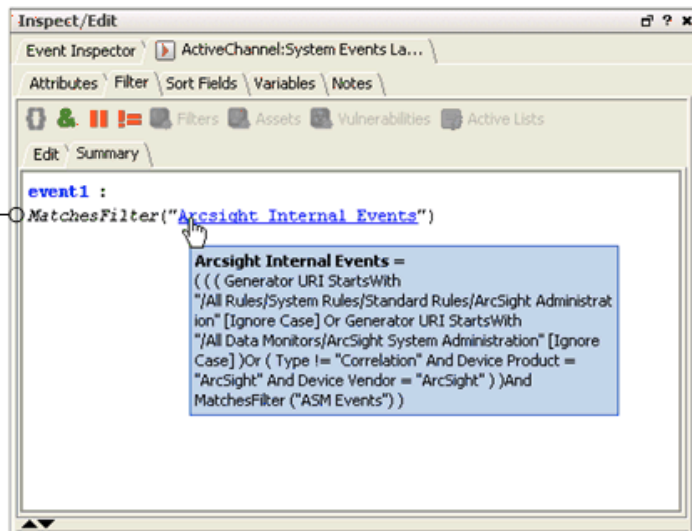 Inspect/Edit
Event Inspector ActiveChannel:System Events La...
Attributes Filter Sort Fields Variables Notes
Filters Assets Vulnerabilities Active Lists
Edit Summary
event1 :
MatchesFilter("Arcsight Internal Events")
Arcsight Internal Events =
( ( ( Generator URI StartsWith
"/All Rules/System Rules/Standard Rules/ArcSight Administrat
ion" [Ignore Case] Or Generator URI StartsWith
"/All Data Monitors/ArcSight System Administration" [Ignore
Case] )Or ( Type != "Correlation" And Device Product =
"ArcSight" And Device Vendor = "ArcSight" ) )And
MatchesFilter ("ASM Events") )